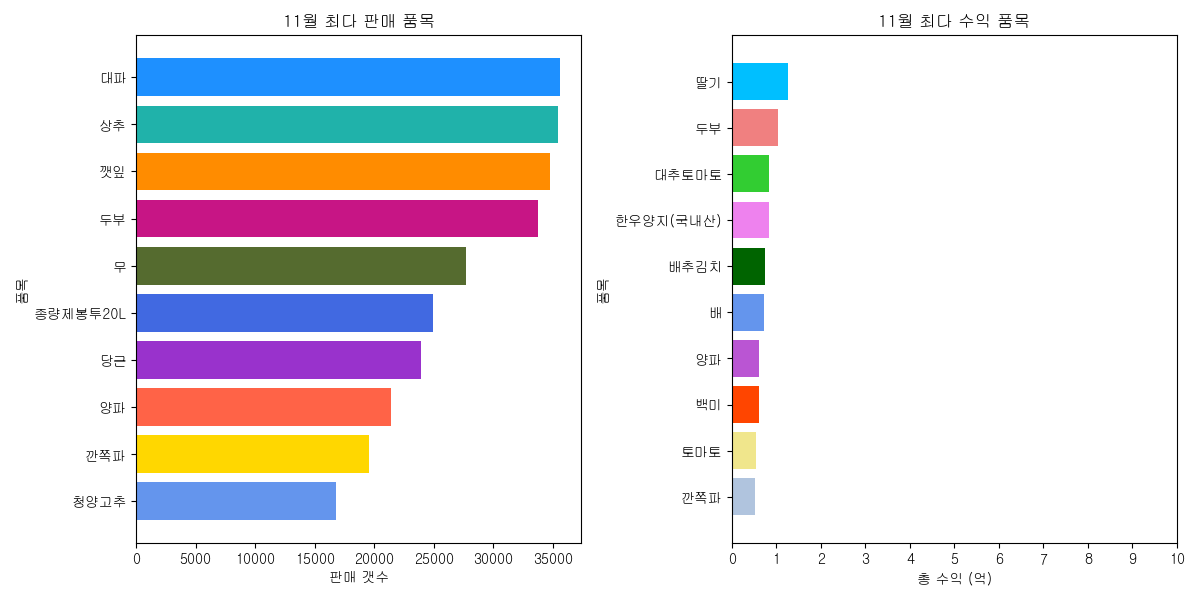 11월 최다 판매 품목
품목
대파
상추
깻잎
두부
무
종량제봉투20L
당근
양파
깐쪽파
청양고추
0 5000 10000 15000 20000 25000 30000 35000
판매 갯수
11월 최다 수익 품목
품목
딸기
두부
대추토마토
한우양지(국내산)
배추김치
배
양파
백미
토마토
깐쪽파
0 1 2 3 4 5 6 7 8 9 10
총 수익 (억)